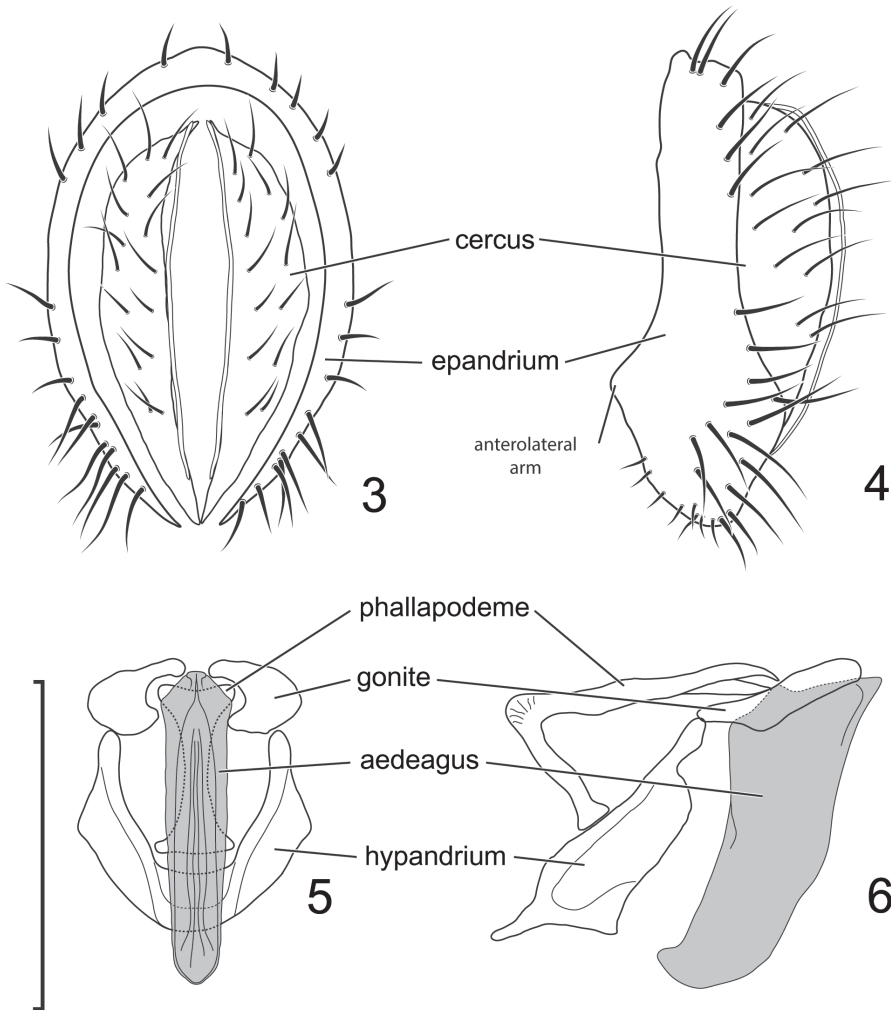 cercus
epandrium
anterolateral
arm
3
4
phallapodeme
gonite
aedeagus
hypandrium
5
6